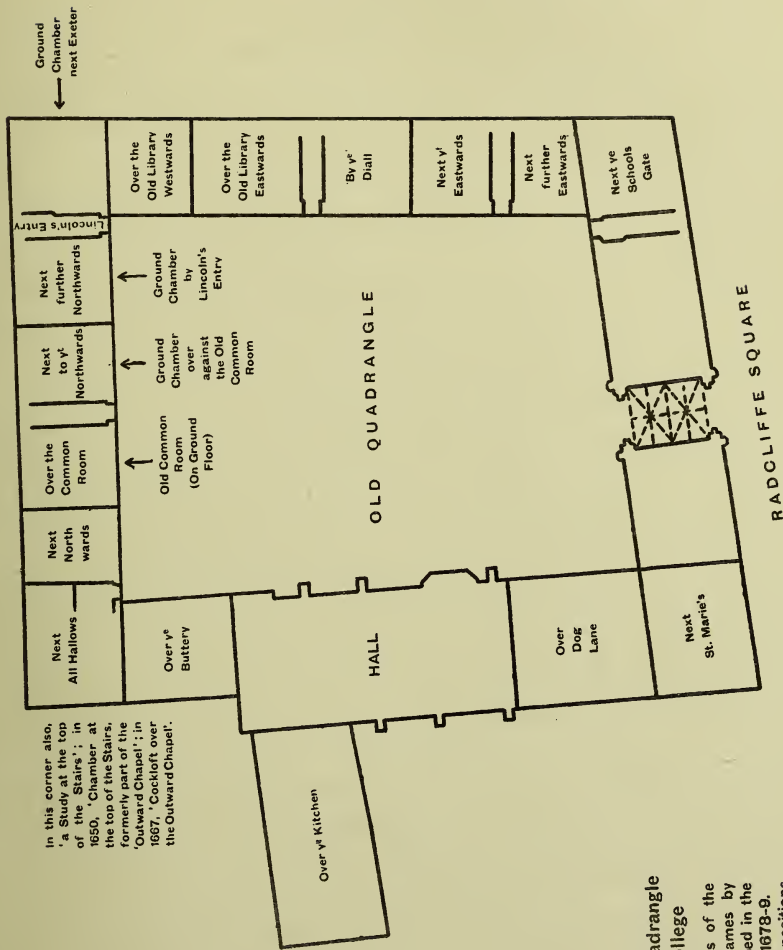 Ground
Chamber
next Exeter
Lincoln's Entry
Next
further
Northwards
Next
to yᵗ
Northwards
Over the
Common
Room
Next
North
wards
Next
All Hallows
Over the
Old Library
Westwards
Over the
Old Library
Eastwards
'By yᵉ
Diall
Next yᵗ
Eastwards
Next
further
Eastwards
Next ye
Schools
Gate
Ground
Chamber
by
Lincoln's
Entry
Ground
Chamber
over
against
the Old
Common
Room
Old Common
Room
(On Ground
Floor)
OLD QUADRANGLE
RADCLIFFE SQUARE
Over yᵉ
Buttery
HALL
Over
Dog
Lane
Next
St. Marie's
Over yᵉ Kitchen
In this corner also,
'a Study at the top
of the Stairs'; in
1650, 'Chamber at
the top of the Stairs,
formerly part of the
'Outward Chapel'; in
1667, 'Cockloft over
the Outward Chapel'.
adrangle
llege
s of the
ames by
ed in the
1678-9.